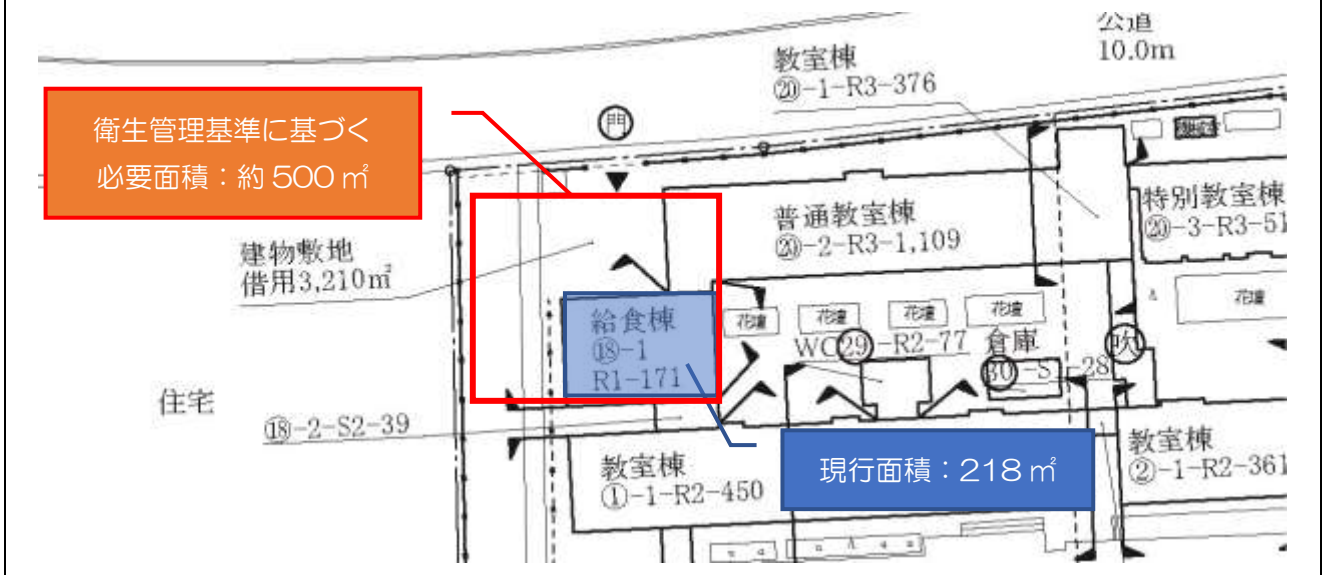 公道
10.0m
教室棟
⑳-1-R3-376
衛生管理基準に基づく
必要面積：約 500 ㎡
門
特別教室棟
⑳-3-R3-51
普通教室棟
⑳-2-R3-1,109
建物敷地
借用3,210㎡
給食棟
⑱-1
R1-171
花壇
花壇
花壇
花壇
花壇
WC㉙-R2-77
倉庫
㉚-S -28
吹
住宅
⑱-2-S2-39
教室棟
①-1-R2-450
現行面積：218 ㎡
教室棟
②-1-R2-361